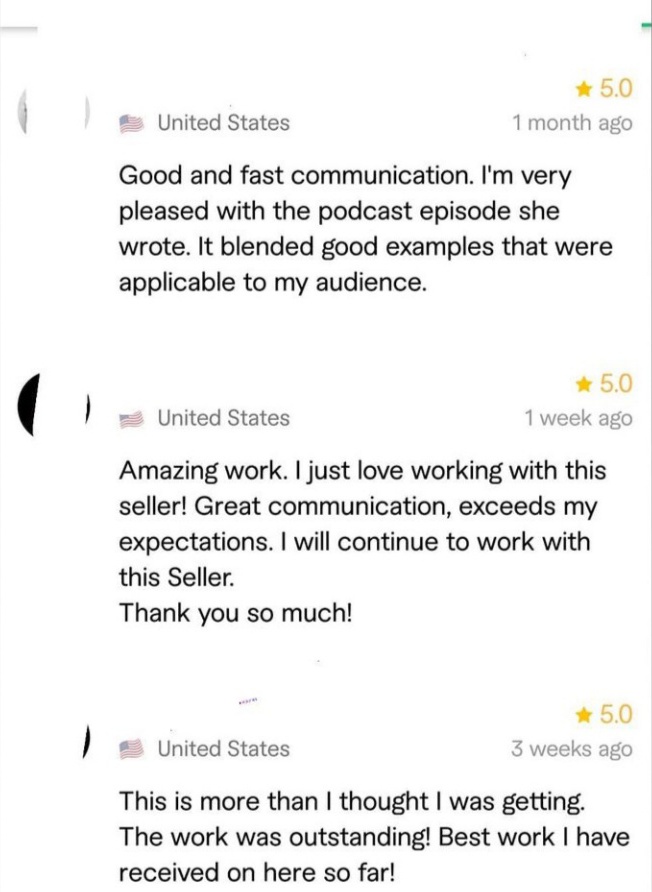 5.0
United States
1 month ago
Good and fast communication. I'm very
pleased with the podcast episode she
wrote. It blended good examples that were
applicable to my audience.
5.0
United States
1 week ago
Amazing work. I just love working with this
seller! Great communication, exceeds my
expectations. I will continue to work with
this Seller.
Thank you so much!
5.0
United States
3 weeks ago
This is more than I thought I was getting.
The work was outstanding! Best work I have
received on here so far!